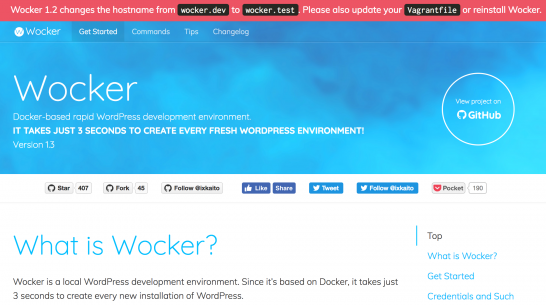 Wocker 1.2 changes the hostname from wocker.dev to wocker.test. Please also update your Vagrantfile or reinstall Wocker.
Wocker Get Started Commands Tips Changelog
Wocker
Docker-based rapid WordPress development environment.
IT TAKES JUST 3 SECONDS TO CREATE EVERY FRESH WORDPRESS ENVIRONMENT!
Version 1.3
View project on
GitHub
Star 407 Fork 45 Follow @ixkaito Like Share Tweet Follow @ixkaito Pocket 190
What is Wocker?
Wocker is a local WordPress development environment. Since it's based on Docker, it takes just
3 seconds to create every new installation of WordPress.
Top
What is Wocker?
Get Started
Credentials and Such